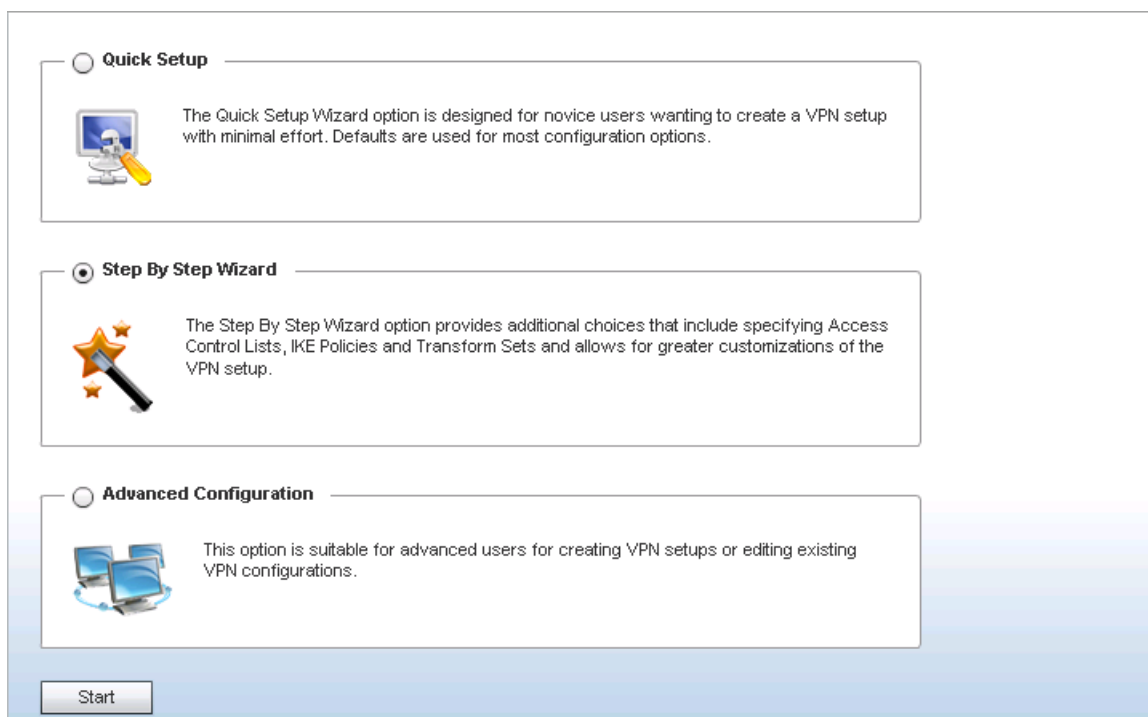 Quick Setup
The Quick Setup Wizard option is designed for novice users wanting to create a VPN setup
with minimal effort. Defaults are used for most configuration options.
Step By Step Wizard
The Step By Step Wizard option provides additional choices that include specifying Access
Control Lists, IKE Policies and Transform Sets and allows for greater customizations of the
VPN setup.
Advanced Configuration
This option is suitable for advanced users for creating VPN setups or editing existing
VPN configurations.
Start